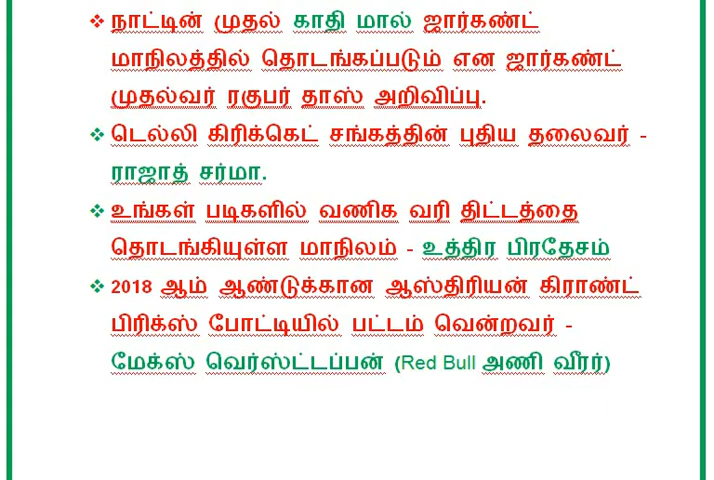 ❖ நாட்டின் முதல் காதி மால் ஜார்கண்ட்
மாநிலத்தில் தொடங்கப்படும் என ஜார்கண்ட்
முதல்வர் ரகுபர் தாஸ் அறிவிப்பு.
❖ டெல்லி கிரிக்கெட் சங்கத்தின் புதிய தலைவர் -
ராஜாத் சர்மா.
❖ உங்கள் படிகளில் வணிக வரி திட்டத்தை
தொடங்கியுள்ள மாநிலம் - உத்திர பிரதேசம்
❖ 2018 ஆம் ஆண்டுக்கான ஆஸ்திரியன் கிராண்ட்
பிரிக்ஸ் போட்டியில் பட்டம் வென்றவர் -
மேக்ஸ் வெர்ஸ்ட்டப்பன் (Red Bull அணி வீரர்)